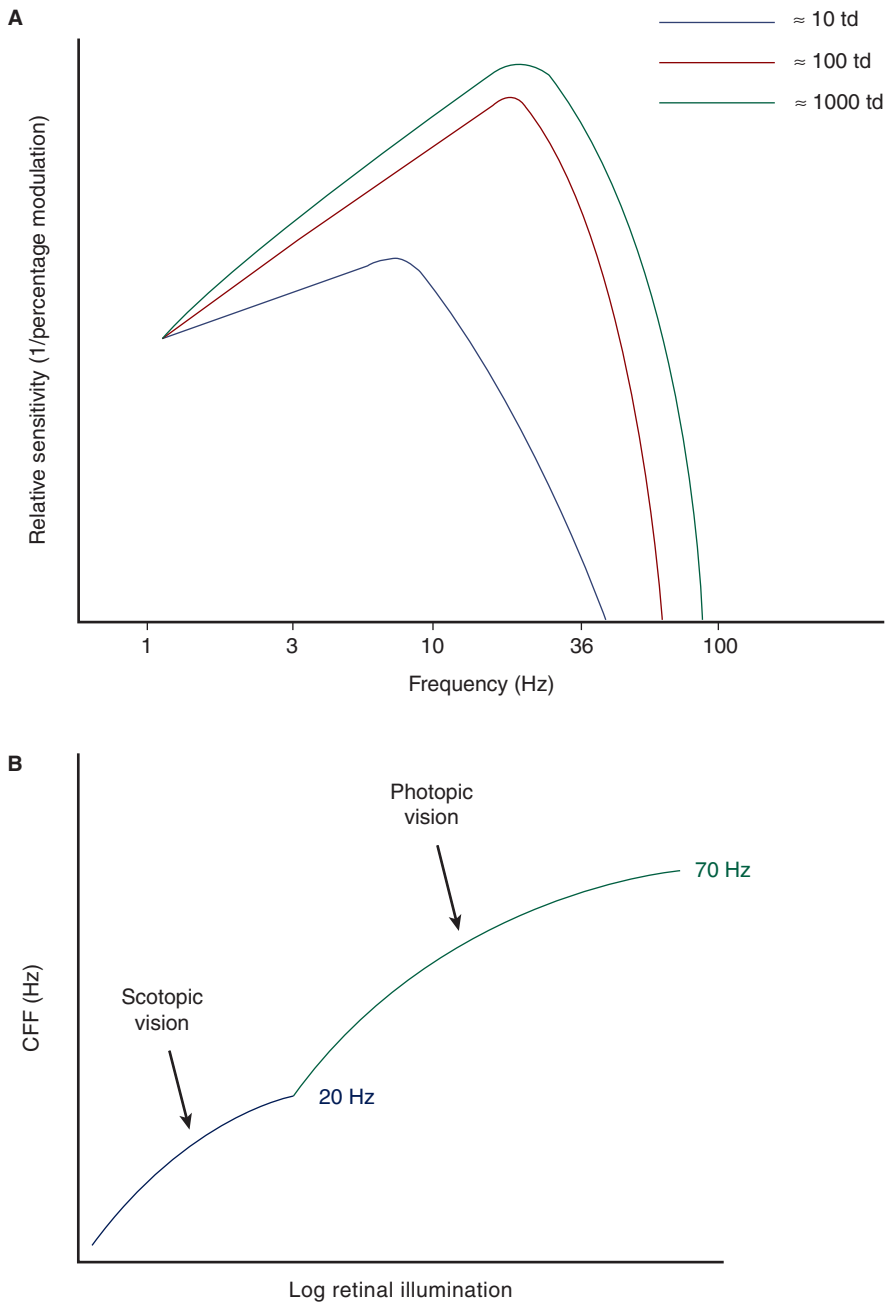 A
≈ 10 td
≈ 100 td
≈ 1000 td
Relative sensitivity (1/percentage modulation)
1 3 10 36 100
Frequency (Hz)
B
Photopic
vision
70 Hz
Scotopic
vision
CFF (Hz)
20 Hz
Log retinal illumination